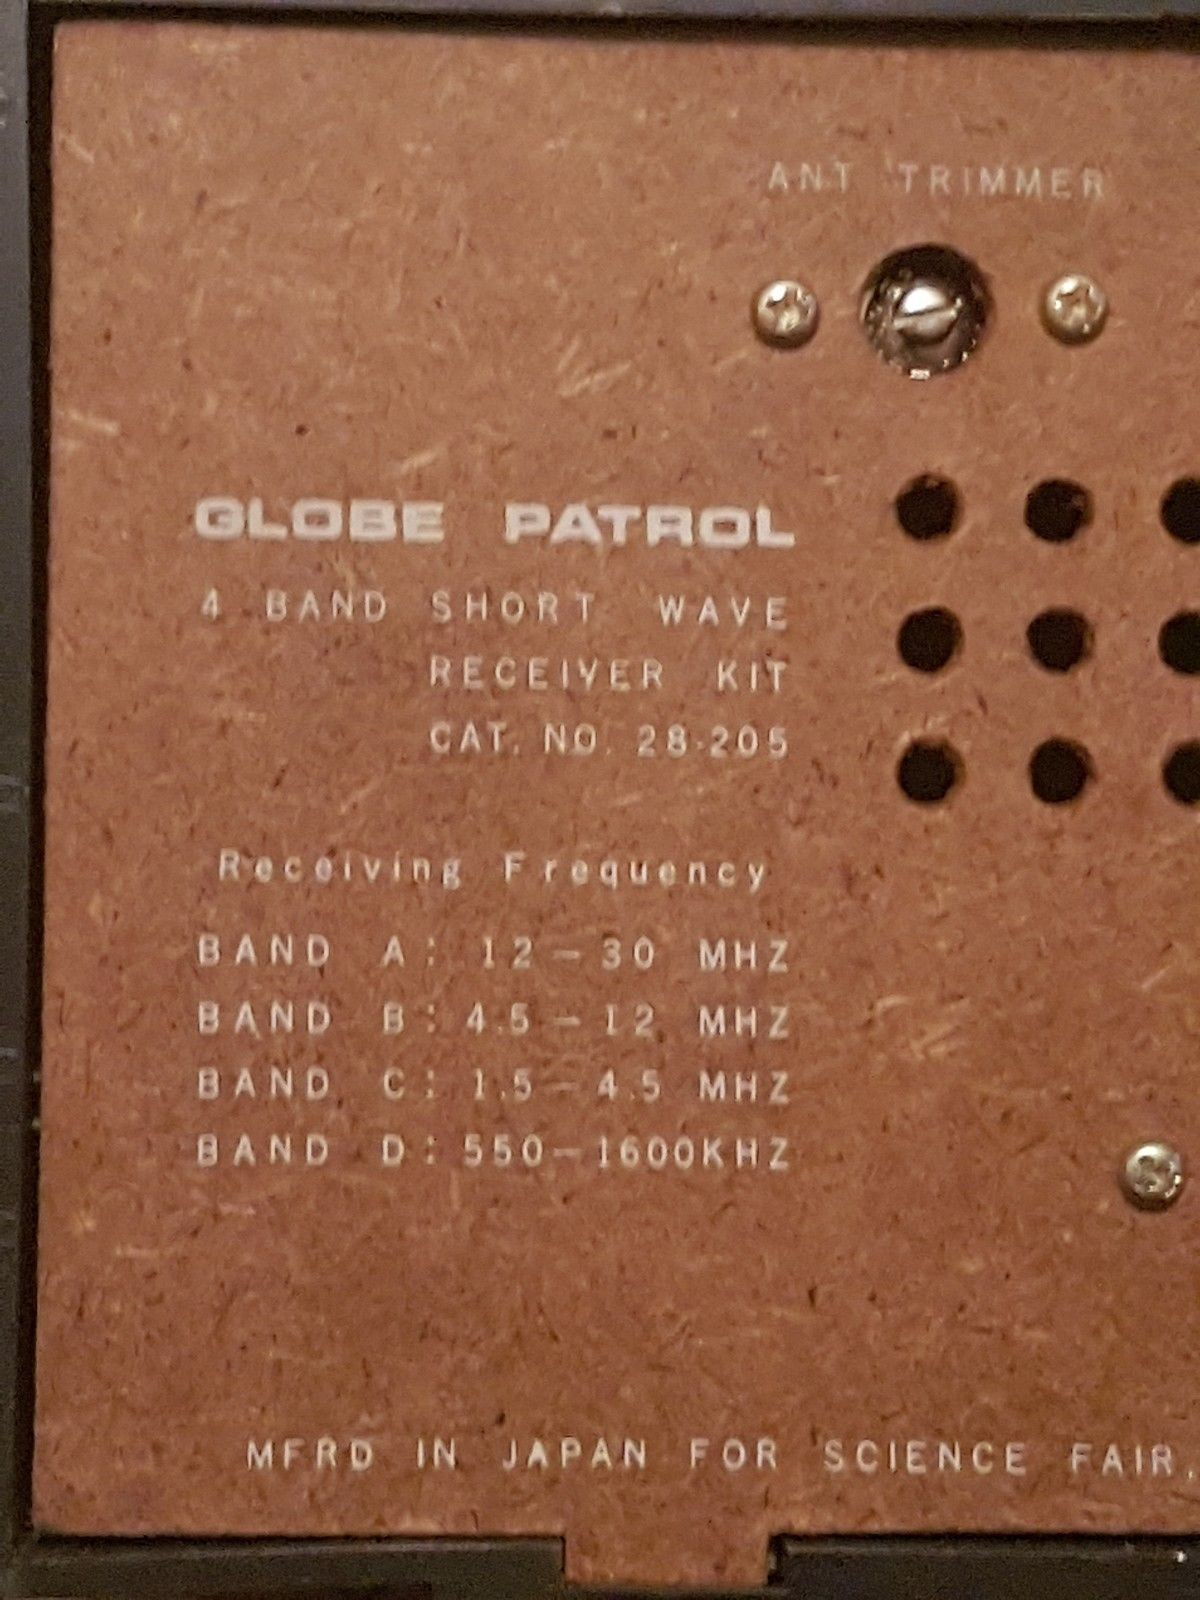 ANT TRIMMER
GLOBE PATROL
4 BAND SHORT WAVE
RECEIVER KIT
CAT. NO. 28-205
Receiving Frequency
BAND A: 12-30 MHZ
BAND B: 4.5-12 MHZ
BAND C: 1.5-4.5 MHZ
BAND D: 550-1600KHZ
MFRD IN JAPAN FOR SCIENCE FAIR,